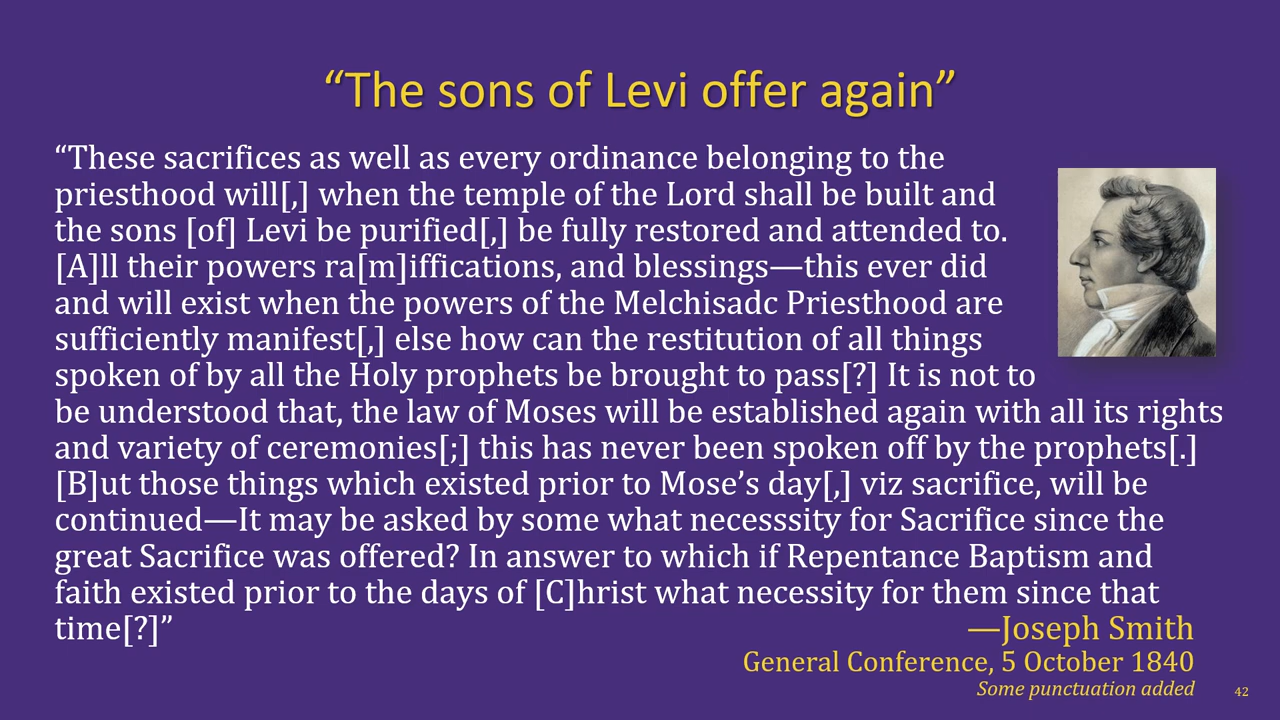 “The sons of Levi offer again”
“These sacrifices as well as every ordinance belonging to the
priesthood will[,] when the temple of the Lord shall be built and
the sons [of] Levi be purified[,] be fully restored and attended to.
[A]ll their powers ra[m]iffications, and blessings—this ever did
and will exist when the powers of the Melchisadc Priesthood are
sufficiently manifest[,] else how can the restitution of all things
spoken of by all the Holy prophets be brought to pass[?] It is not to
be understood that, the law of Moses will be established again with all its rights
and variety of ceremonies[;] this has never been spoken off by the prophets[.]
[B]ut those things which existed prior to Mose’s day[,] viz sacrifice, will be
continued—It may be asked by some what necesssity for Sacrifice since the
great Sacrifice was offered? In answer to which if Repentance Baptism and
faith existed prior to the days of [C]hrist what necessity for them since that
time[?]”
—Joseph Smith
General Conference, 5 October 1840
Some punctuation added
42